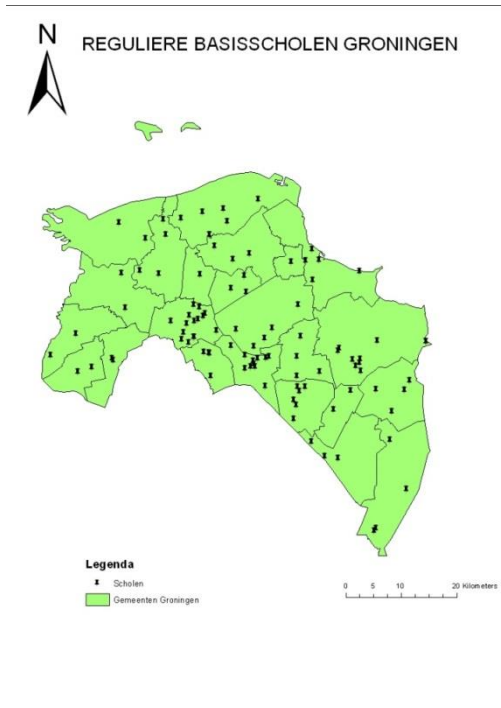 N
REGULIERE BASISSCHOLEN GRONINGEN
Legenda
Scholen
Gemeenten Groningen
0 5 10 20 Kilometers